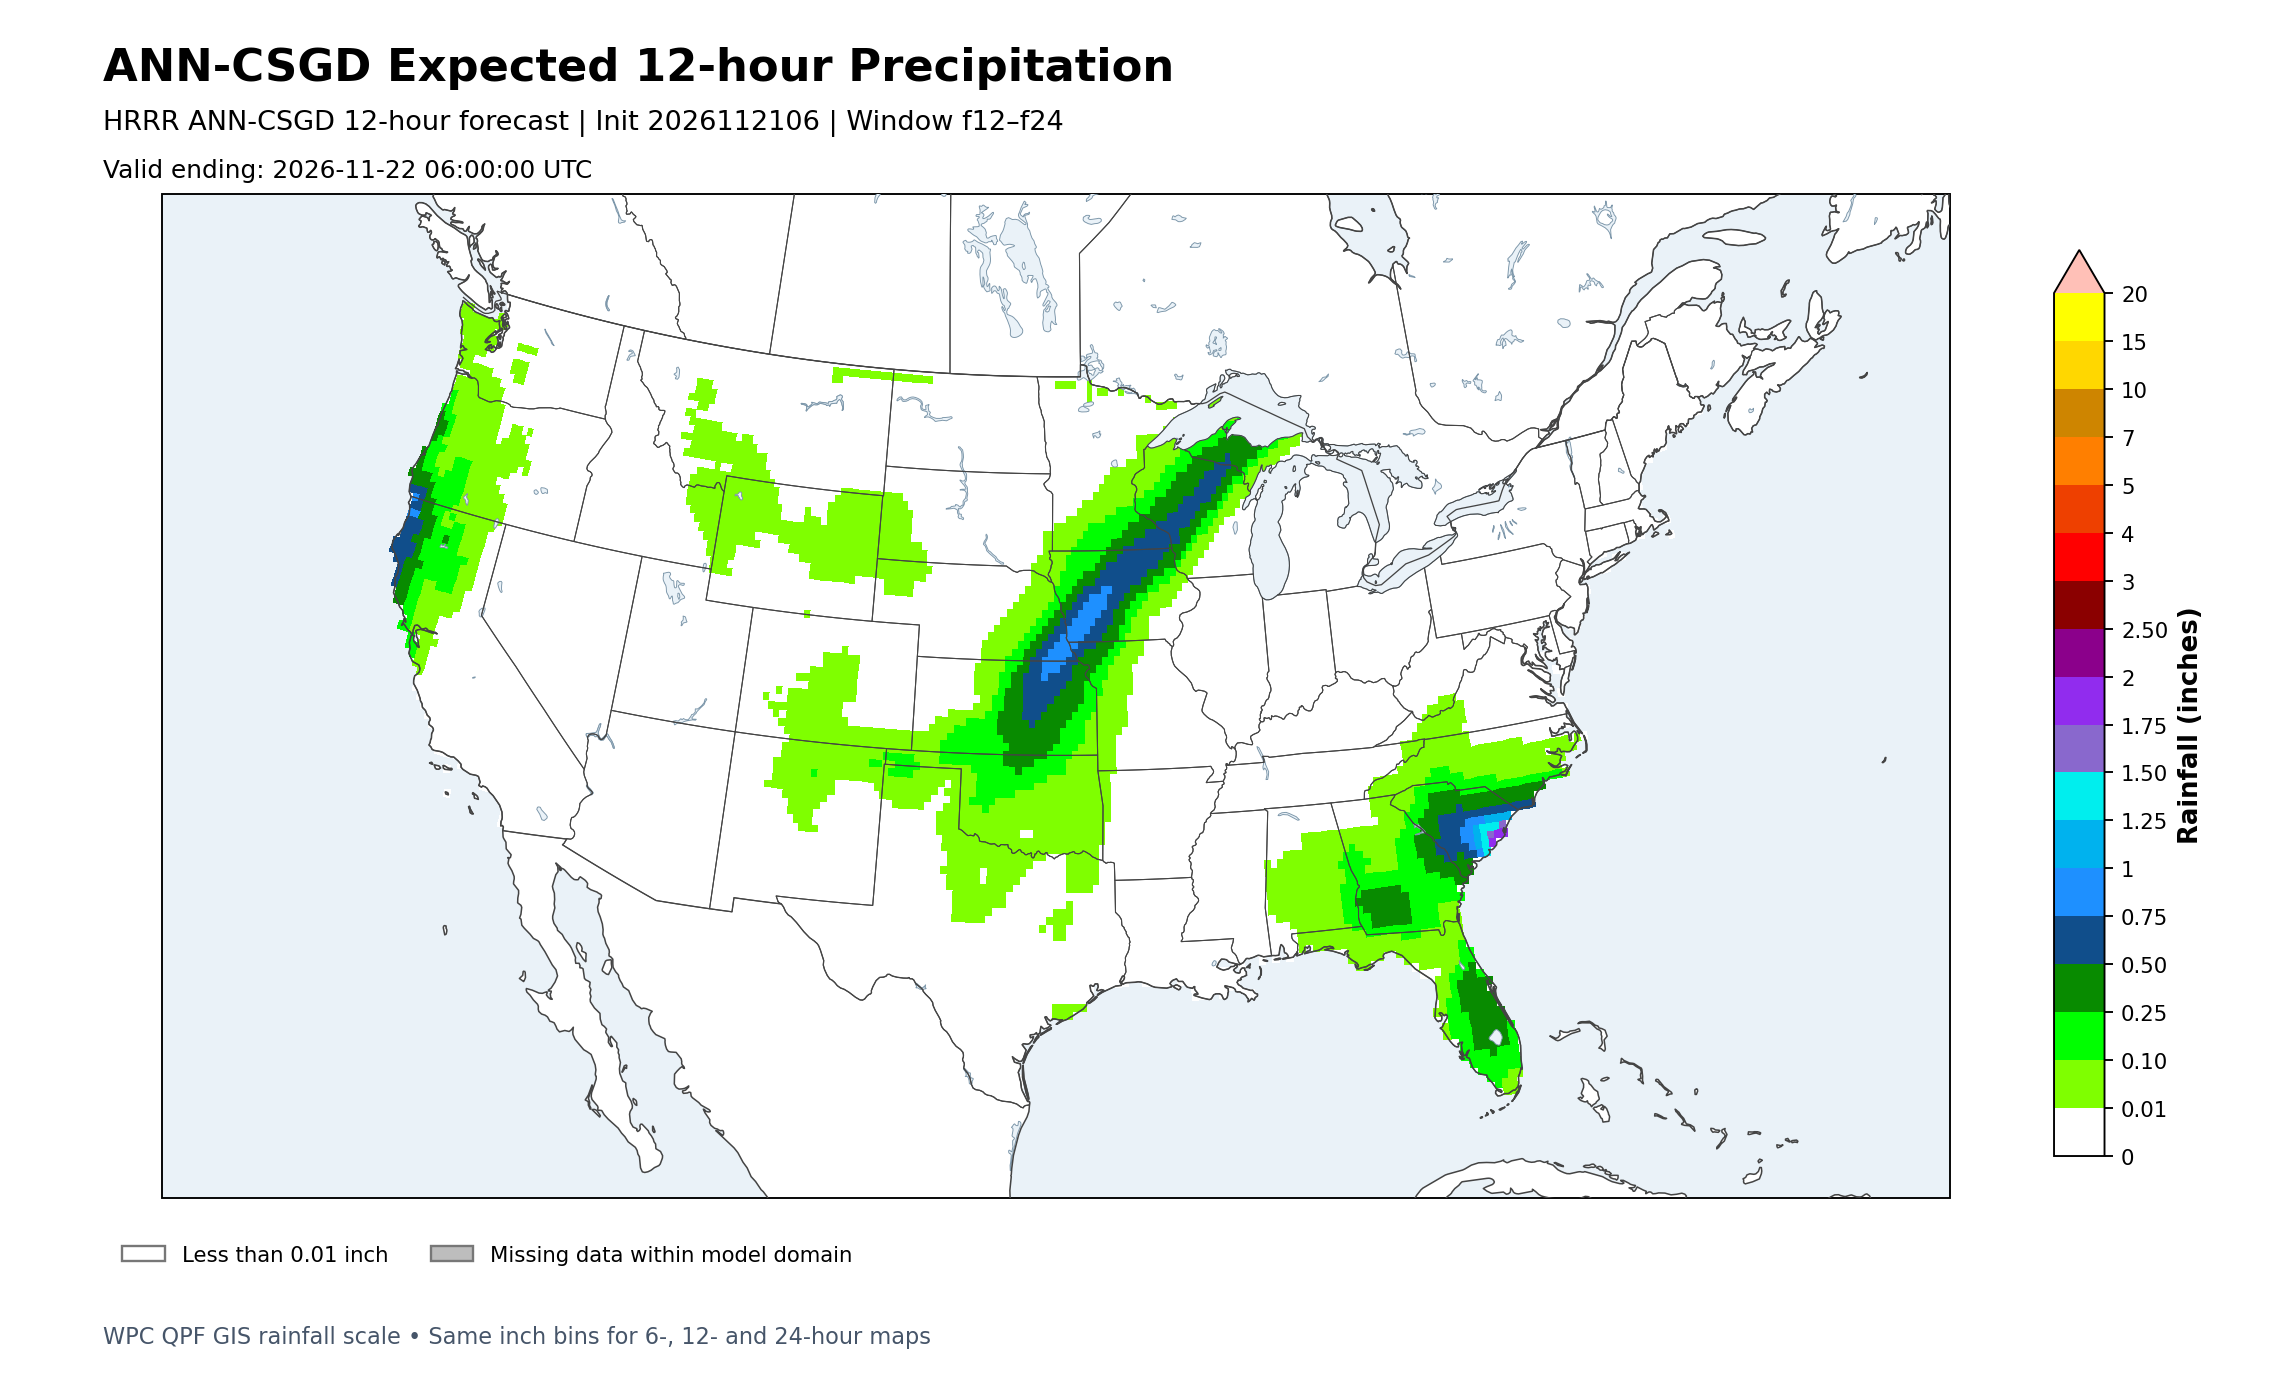 ANN-CSGD Expected 12-hour Precipitation
HRRR ANN-CSGD 12-hour forecast | Init 2026112106 | Window f12–f24
Valid ending: 2026-11-22 06:00:00 UTC
20
15
10
7
5
4
3
2.50
2
1.75
1.50
1.25
1
0.75
0.50
0.25
0.10
0.01
0
Rainfall (inches)
Less than 0.01 inch
Missing data within model domain
WPC QPF GIS rainfall scale • Same inch bins for 6-, 12- and 24-hour maps